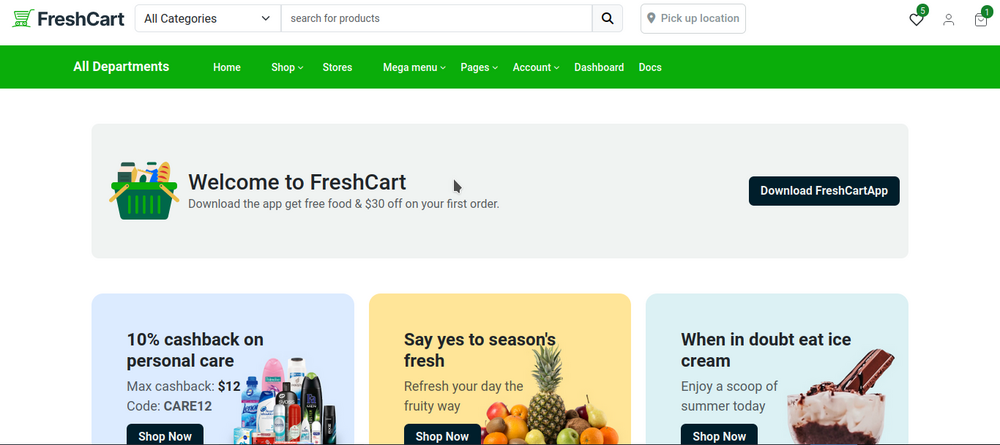 FreshCart
All Categories
search for products
Pick up location
5
1
All Departments
Home
Shop
Stores
Mega menu
Pages
Account
Dashboard
Docs
Welcome to FreshCart
Download the app get free food & $30 off on your first order.
Download FreshCartApp
10% cashback on
personal care
Max cashback: $12
Code: CARE12
Shop Now
Say yes to season's
fresh
Refresh your day the
fruity way
Shop Now
When in doubt eat ice
cream
Enjoy a scoop of
summer today
Shop Now